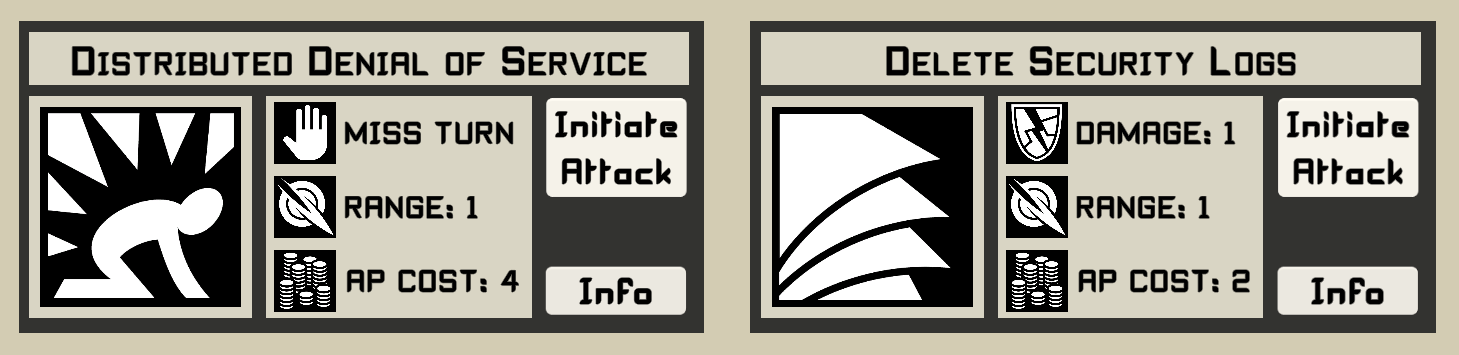 DISTRIBUTED DENIAL OF SERVICE
MISS TURN
RANGE: 1
AP COST: 4
Initiate
Attack
Info
DELETE SECURITY LOGS
DAMAGE: 1
RANGE: 1
AP COST: 2
Initiate
Attack
Info